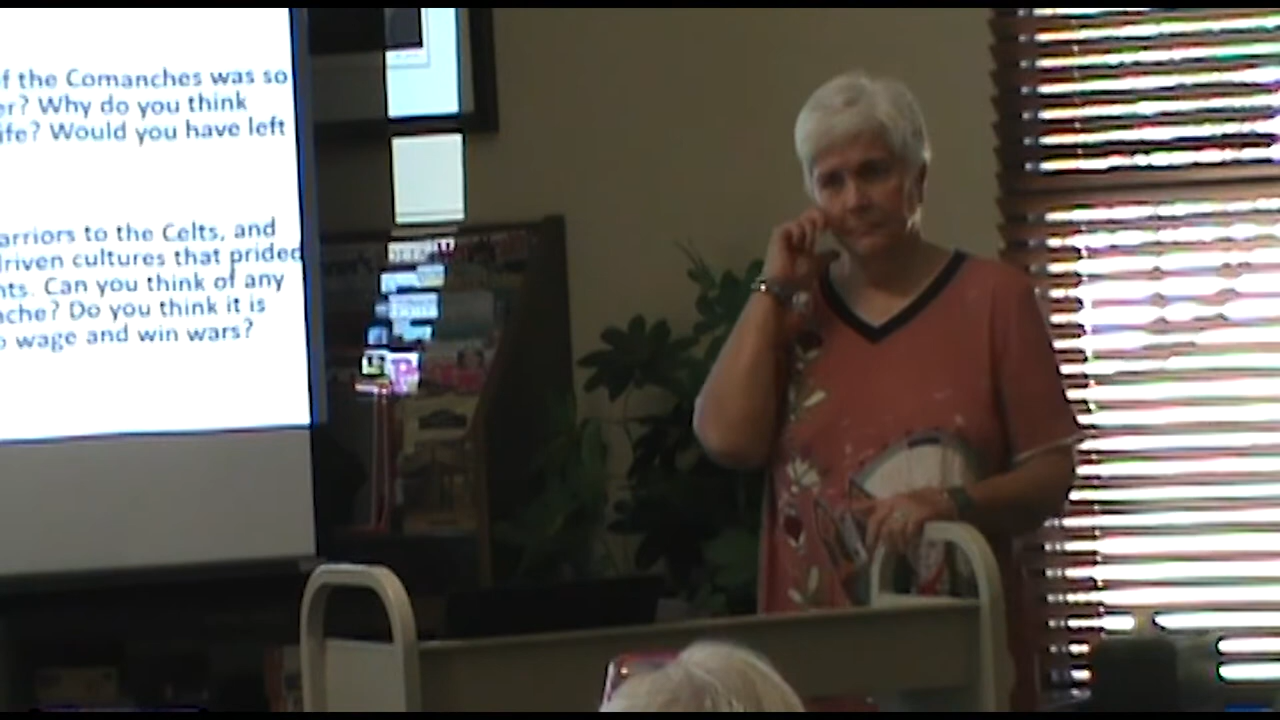 f the Comanches was so
er? Why do you think
ife? Would you have left
arriors to the Celts, and
driven cultures that prided
nts. Can you think of any
ache? Do you think it is
o wage and win wars?